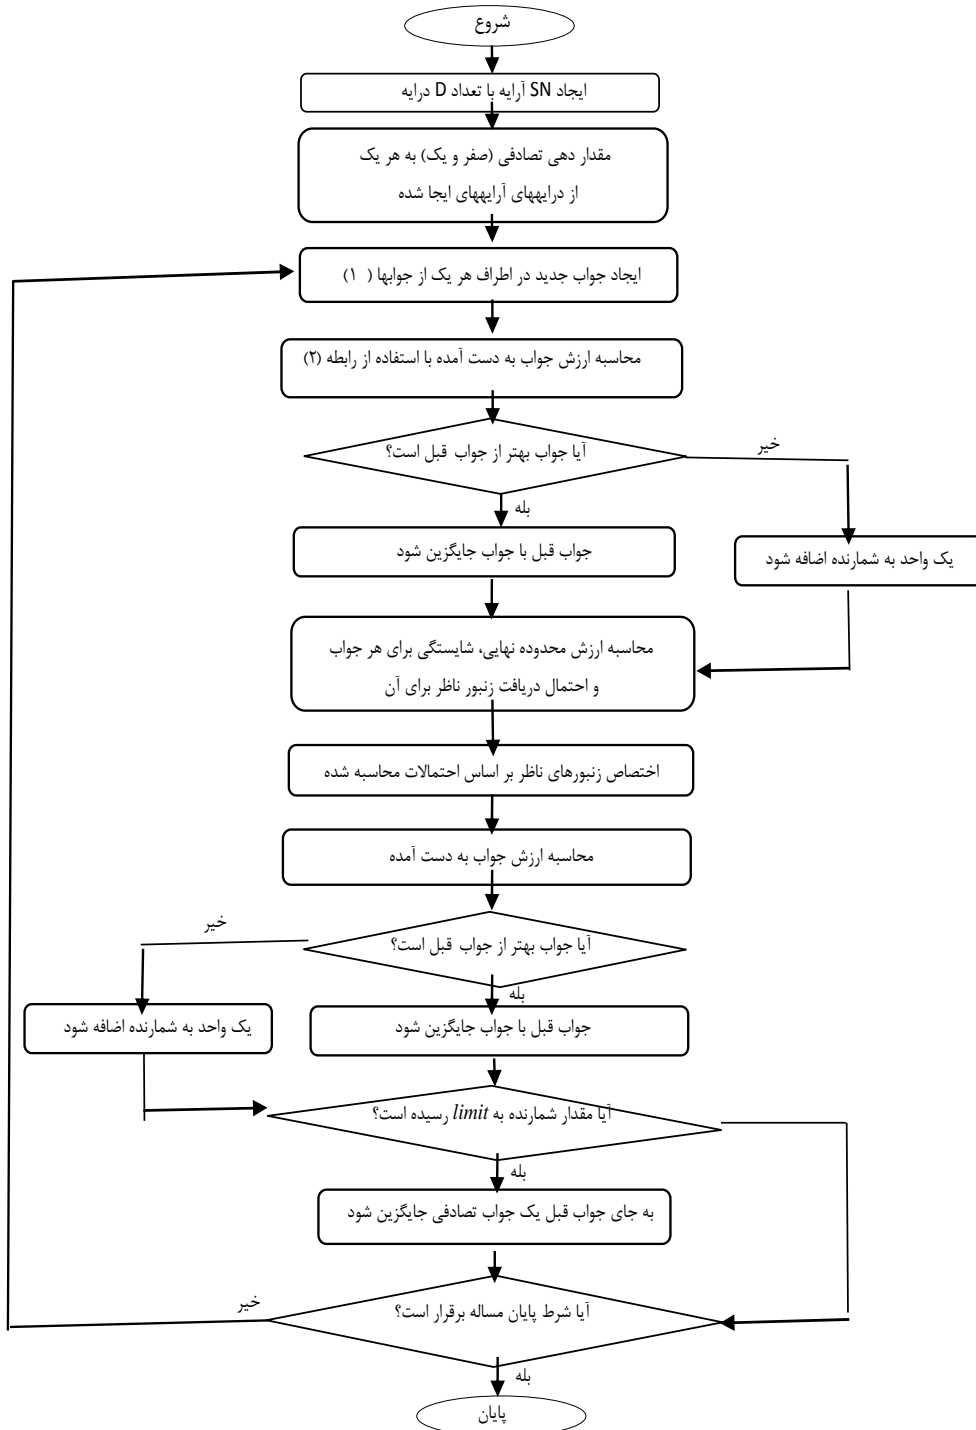 شروع
ایجاد SN آرایه با تعداد D درایه
مقدار دهی تصادفی (صفر و یک) به هر یک
از درایههای آرایههای ایجا شده
ایجاد جواب جدید در اطراف هر یک از جوابها ( ۱)
محاسبه ارزش جواب به دست آمده با استفاده از رابطه (۲)
آیا جواب بهتر از جواب قبل است؟
خیر
بله
جواب قبل با جواب جایگزین شود
یک واحد به شمارنده اضافه شود
محاسبه ارزش محدوده نهایی، شایستگی برای هر جواب
و احتمال دریافت زنبور ناظر برای آن
اختصاص زنبورهای ناظر بر اساس احتمالات محاسبه شده
محاسبه ارزش جواب به دست آمده
آیا جواب بهتر از جواب قبل است؟
خیر
بله
جواب قبل با جواب جایگزین شود
یک واحد به شمارنده اضافه شود
آیا مقدار شمارنده به limit رسیده است؟
بله
به جای جواب قبل یک جواب تصادفی جایگزین شود
آیا شرط پایان مساله برقرار است؟
خیر
بله
پایان